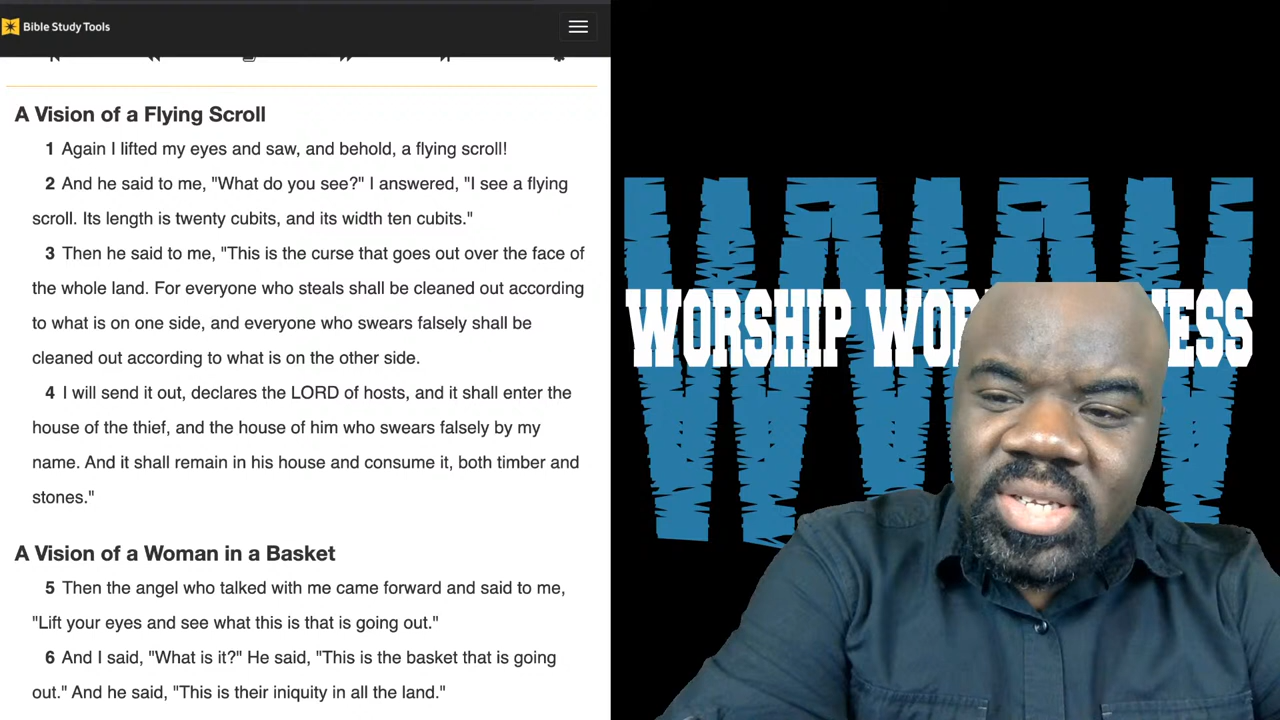 Bible Study Tools
A Vision of a Flying Scroll
1 Again I lifted my eyes and saw, and behold, a flying scroll!
2 And he said to me, "What do you see?" I answered, "I see a flying
scroll. Its length is twenty cubits, and its width ten cubits."
3 Then he said to me, "This is the curse that goes out over the face of
the whole land. For everyone who steals shall be cleaned out according
to what is on one side, and everyone who swears falsely shall be
cleaned out according to what is on the other side.
4 I will send it out, declares the LORD of hosts, and it shall enter the
house of the thief, and the house of him who swears falsely by my
name. And it shall remain in his house and consume it, both timber and
stones."
A Vision of a Woman in a Basket
5 Then the angel who talked with me came forward and said to me,
"Lift your eyes and see what this is that is going out."
6 And I said, "What is it?" He said, "This is the basket that is going
out." And he said, "This is their iniquity in all the land."
WWW
WORSHIP